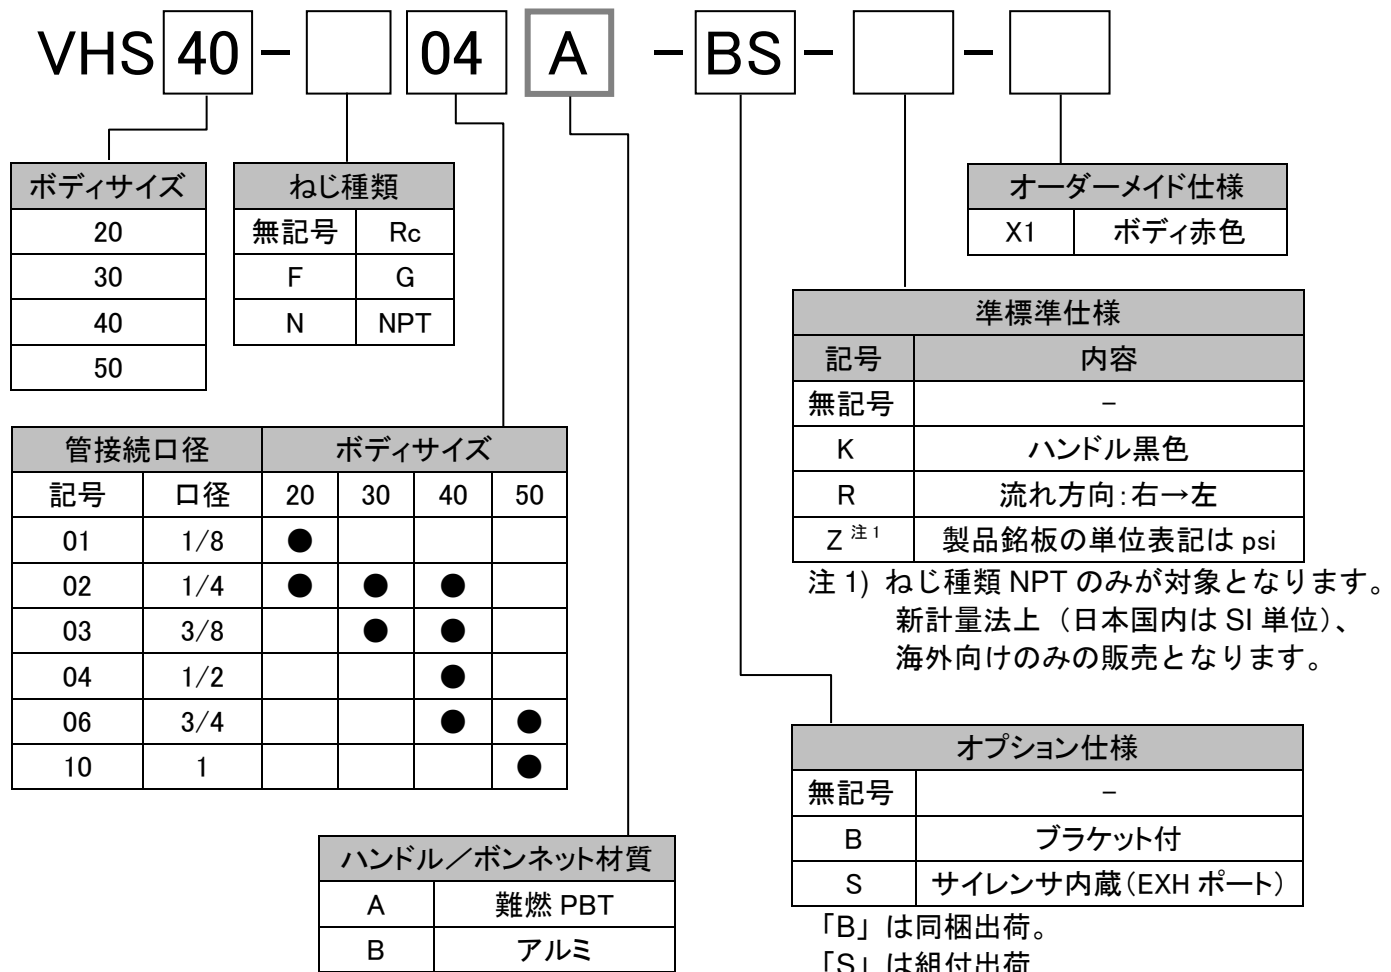 VHS 40 - 04 A - BS - -
ボディサイズ
20
30
40
50
ねじ種類
無記号 Rc
F G
N NPT
オーダーメイド仕様
X1 ボディ赤色
準標準仕様
記号 内容
無記号 －
K ハンドル黒色
R 流れ方向:右→左
Z 注1 製品銘板の単位表記は psi
注 1) ねじ種類 NPT のみが対象となります。
新計量法上（日本国内は SI 単位）、
海外向けのみの販売となります。
管接続口径 ボディサイズ
記号 口径 20 30 40 50
01 1/8 ●
02 1/4 ● ● ●
03 3/8 ● ●
04 1/2 ●
06 3/4 ● ●
10 1 ●
オプション仕様
無記号 －
B ブラケット付
S サイレンサ内蔵（EXH ポート）
「B」は同梱出荷。
「S」は組付出荷
ハンドル／ボンネット材質
A 難燃 PBT
B アルミ